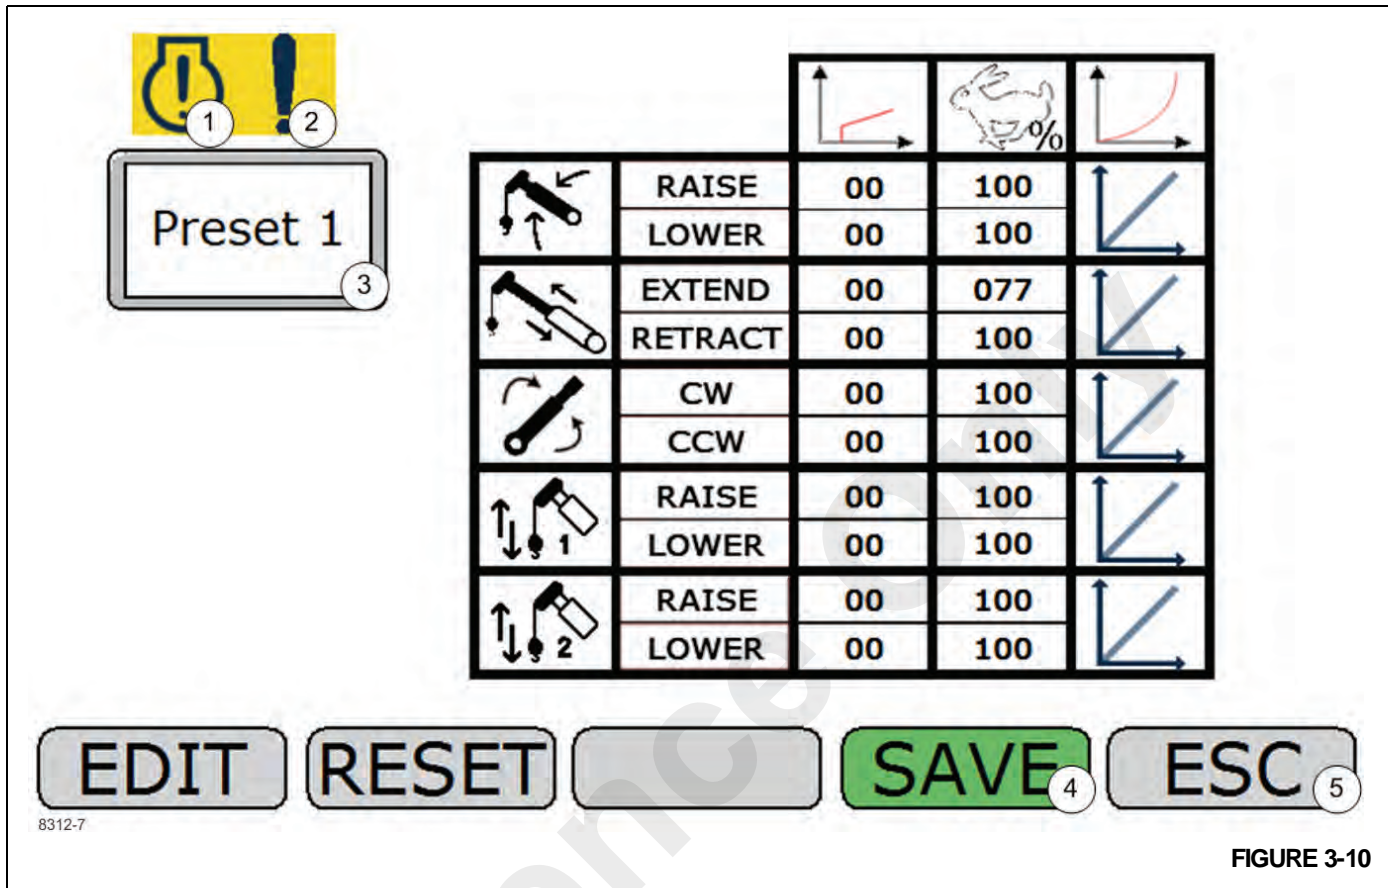 1 2
Preset 1
3
%
RAISE 00 100
LOWER 00 100
EXTEND 00 077
RETRACT 00 100
CW 00 100
CCW 00 100
1 RAISE 00 100
LOWER 00 100
2 RAISE 00 100
LOWER 00 100
EDIT RESET SAVE 4 ESC 5
8312-7
FIGURE 3-10
nce Only